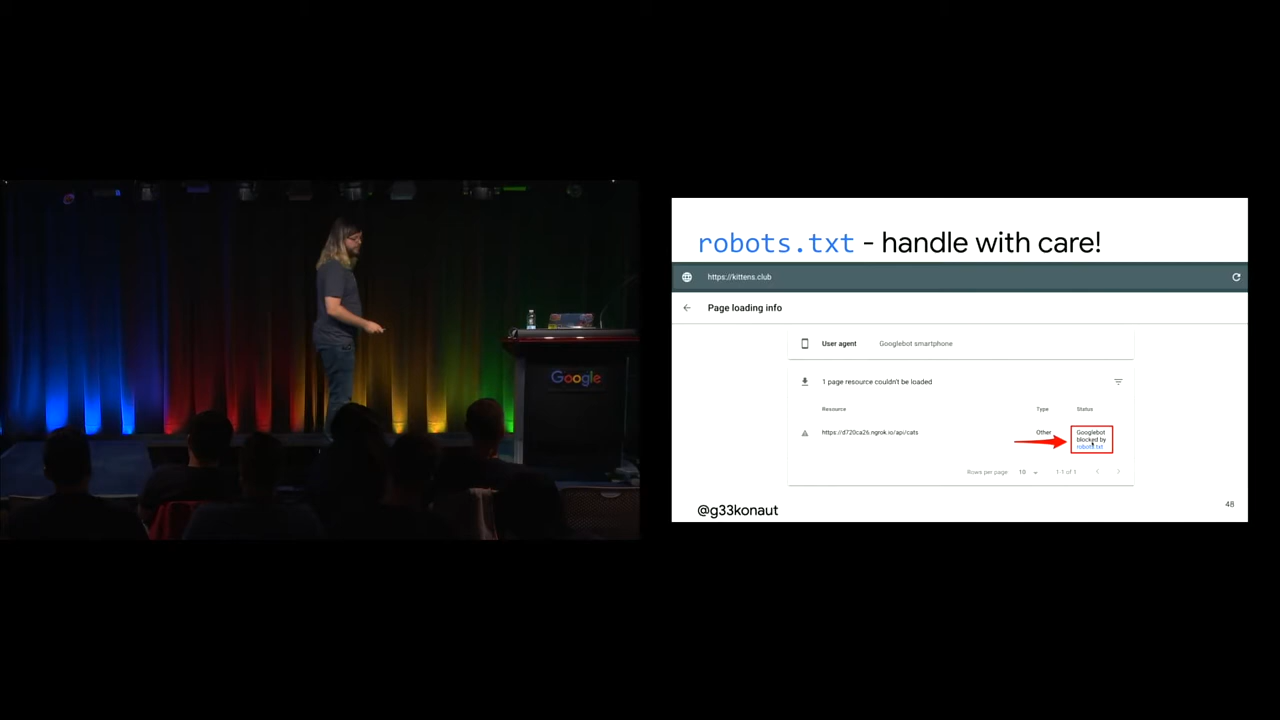 Google
robots.txt - handle with care!
https://kittens.club
Page loading info
User agent Googlebot smartphone
1 page resource couldn't be loaded
Resource Type Status
https://d720ca26.ngrok.io/api/cats Other Googlebot
blocked by
robots.txt
Rows per page: 10 1-1 of 1
@g33konaut
48